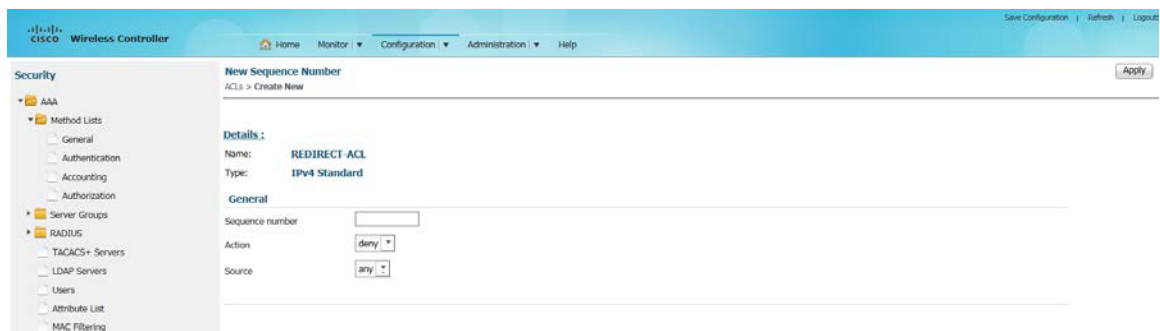 Save Configuration | Refresh | Logout
CISCO Wireless Controller
Home Monitor Configuration Administration Help
Security
AAA
Method Lists
General
Authentication
Accounting
Authorization
Server Groups
RADIUS
TACACS+ Servers
LDAP Servers
Users
Attribute List
MAC Filtering
New Sequence Number
ACLs > Create New
Apply
Details :
Name: REDIRECT-ACL
Type: IPv4 Standard
General
Sequence number
Action deny
Source any